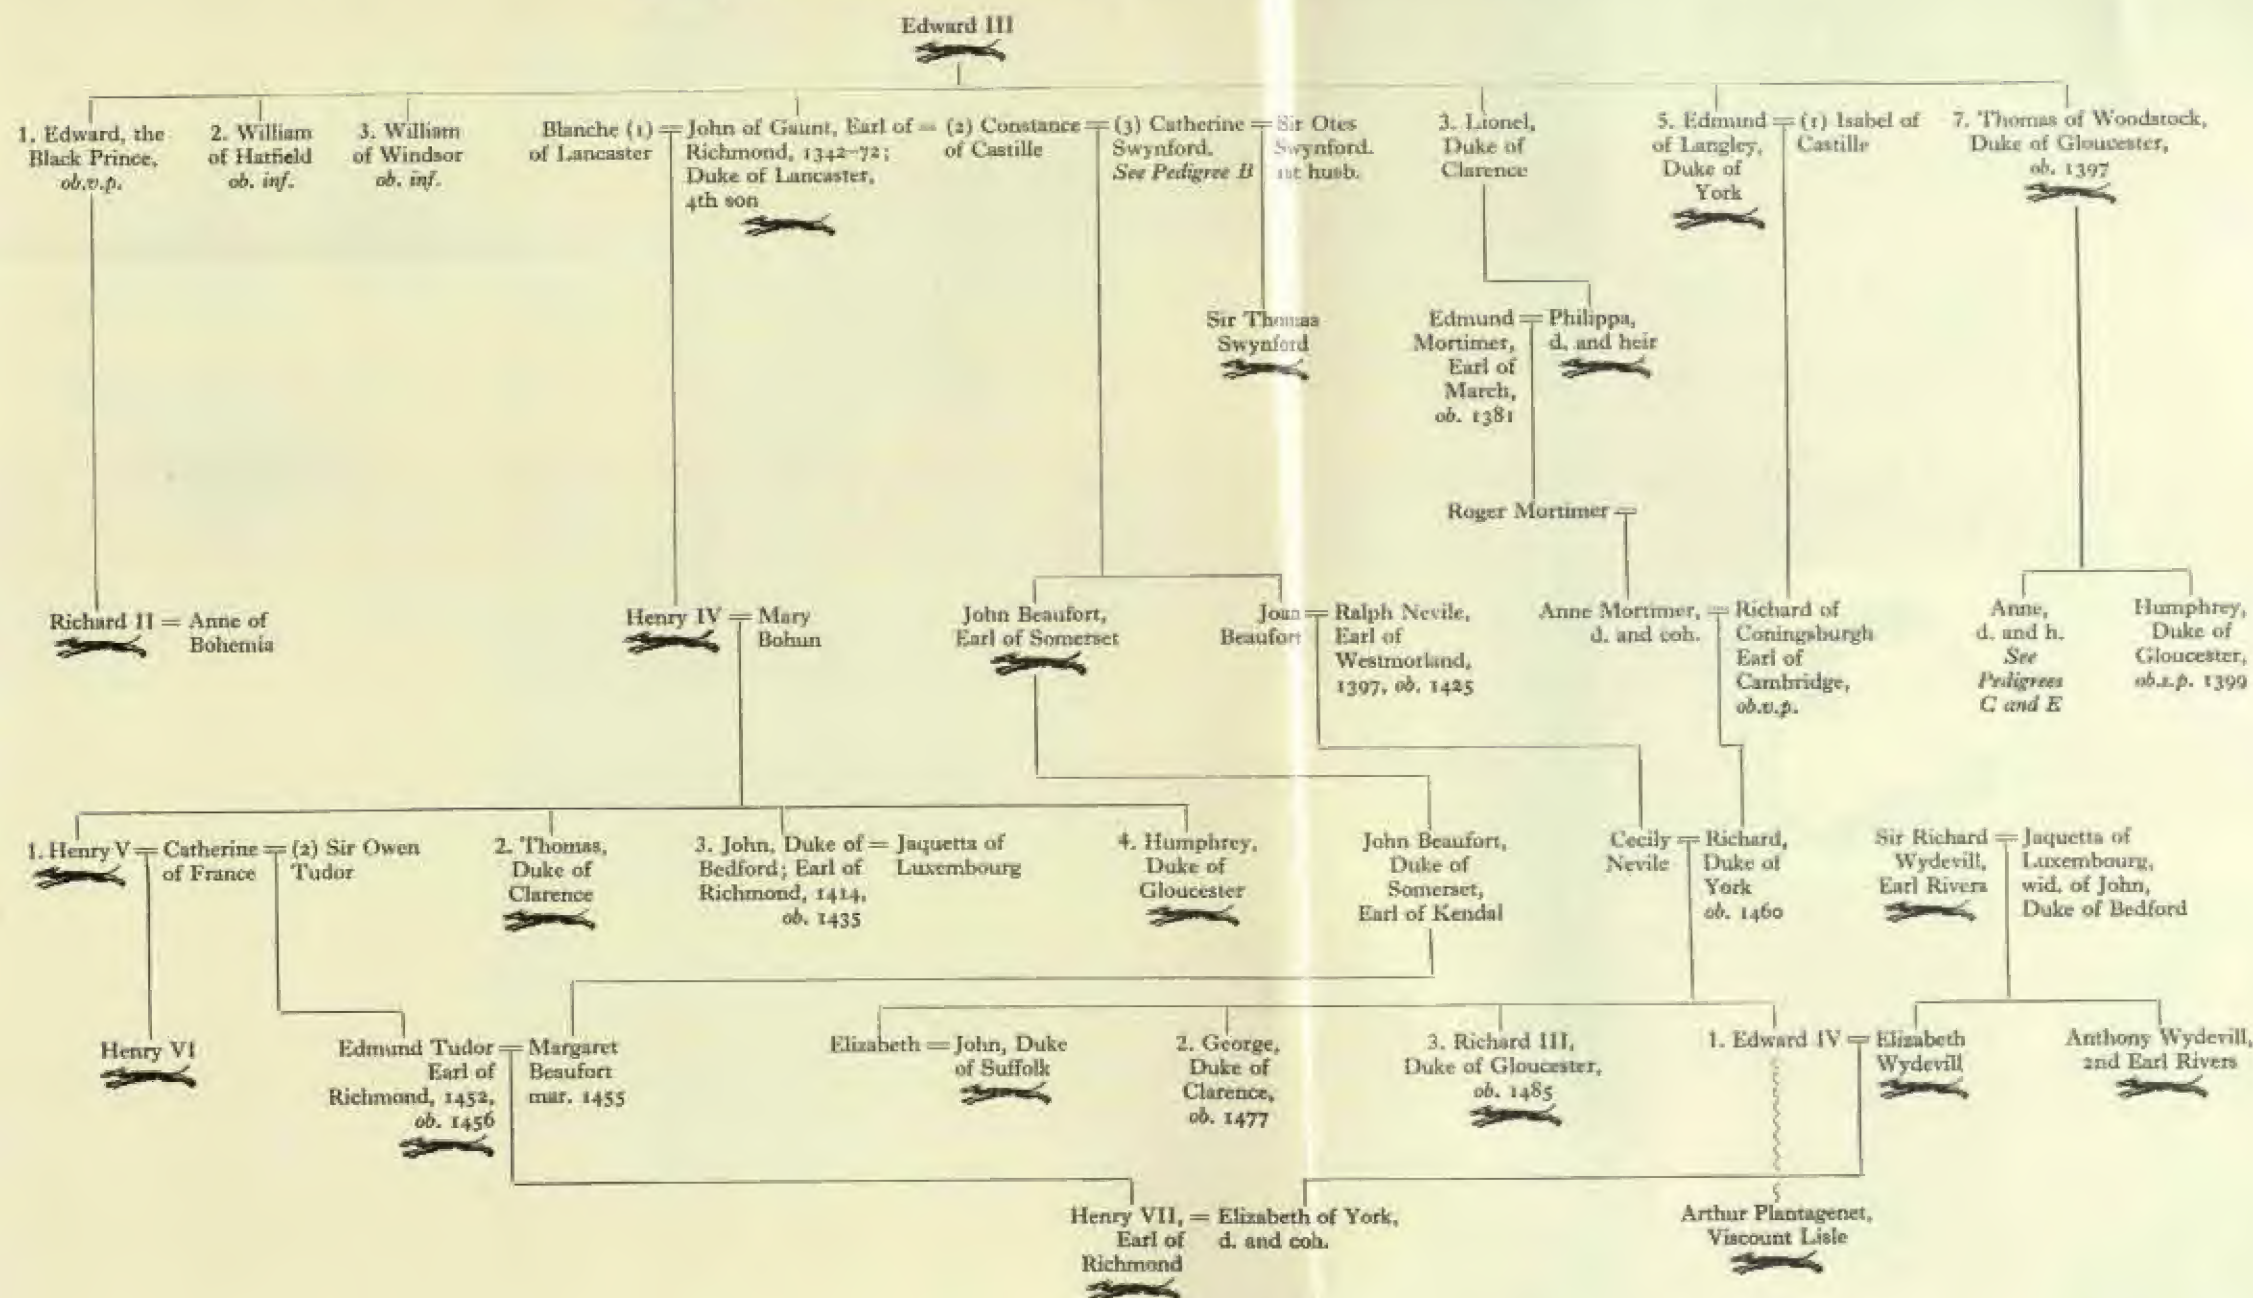 Edward III
1. Edward, the
Black Prince,
ob.v.p.
2. William
of Hatfield
ob. inf.
3. William
of Windsor
ob. inf.
Blanche (1)
of Lancaster
= John of Gaunt, Earl of
Richmond, 1342-72;
Duke of Lancaster,
4th son
= (2) Constance
of Castille
= (3) Catherine
Swynford.
See Pedigree B
= Sir Otes
Swynford.
1st husb.
3. Lionel,
Duke of
Clarence
5. Edmund
of Langley,
Duke of
York
= (1) Isabel of
Castille
7. Thomas of Woodstock,
Duke of Gloucester,
ob. 1397
Sir Thomas
Swynford
Edmund
Mortimer,
Earl of
March,
ob. 1381
= Philippa,
d. and heir
Roger Mortimer =
Richard II = Anne of
Bohemia
Henry IV = Mary
Bohun
John Beaufort,
Earl of Somerset
Joan
Beaufort
= Ralph Nevile,
Earl of
Westmorland,
1397, ob. 1425
Anne Mortimer,
d. and coh.
= Richard of
Coningsburgh
Earl of
Cambridge,
ob.v.p.
Anne,
d. and h.
See
Pedigrees
C and E
Humphrey,
Duke of
Gloucester,
ob.s.p. 1399
1. Henry V = Catherine
of France
= (2) Sir Owen
Tudor
2. Thomas,
Duke of
Clarence
3. John, Duke of
Bedford; Earl of
Richmond, 1414,
ob. 1435
= Jaquetta of
Luxembourg
4. Humphrey,
Duke of
Gloucester
John Beaufort,
Duke of
Somerset,
Earl of Kendal
Cecily
Nevile
= Richard,
Duke of
York
ob. 1460
Sir Richard
Wydevill,
Earl Rivers
= Jaquetta of
Luxembourg,
wid. of John,
Duke of Bedford
Henry VI
Edmund Tudor
Earl of
Richmond, 1452,
ob. 1456
= Margaret
Beaufort
mar. 1455
Elizabeth = John, Duke
of Suffolk
2. George,
Duke of
Clarence,
ob. 1477
3. Richard III,
Duke of Gloucester,
ob. 1485
1. Edward IV = Elizabeth
Wydevill
Anthony Wydevill,
2nd Earl Rivers
Henry VII,
Earl of
Richmond
= Elizabeth of York,
d. and coh.
Arthur Plantagenet,
Viscount Lisle